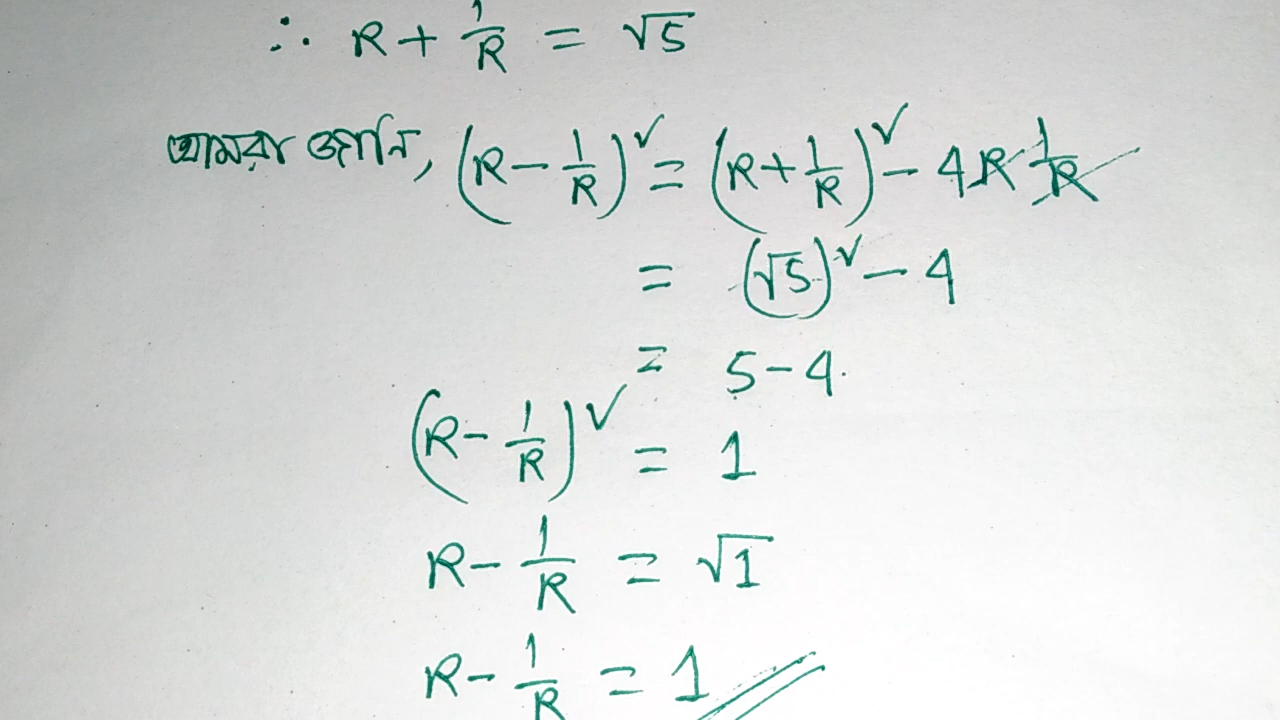 ∴ R + 1/R = √5
আমরা জানি, (R - 1/R)² = (R + 1/R)² - 4R 1/R
= (√5)² - 4
= 5 - 4.
(R - 1/R)² = 1
R - 1/R = √1
R - 1/R = 1